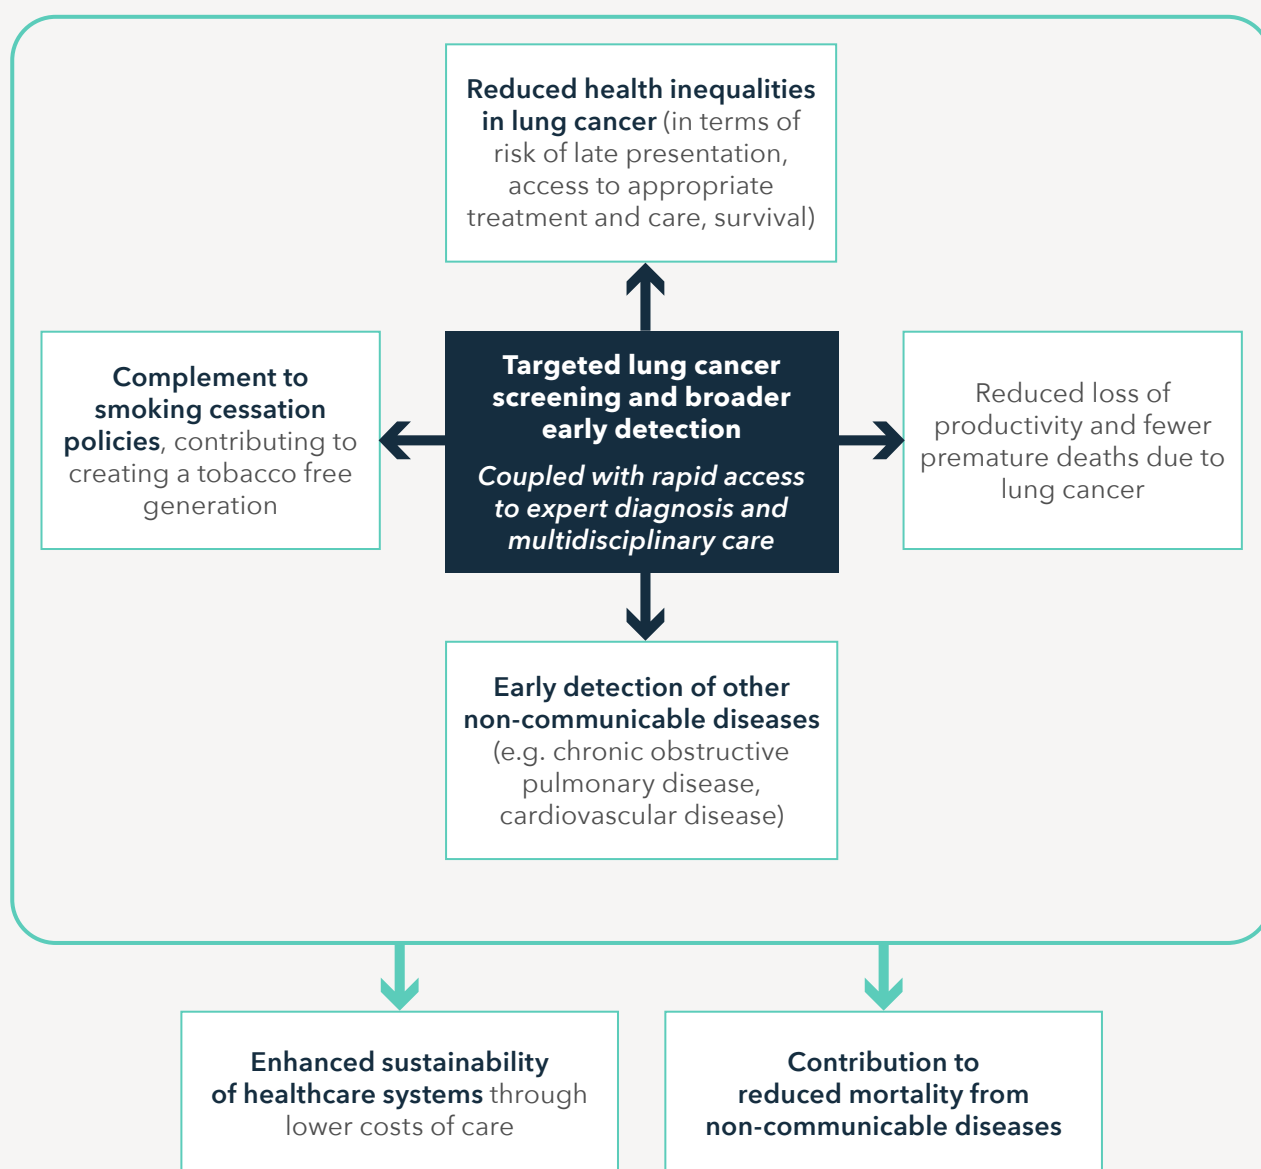 Reduced health inequalities
in lung cancer (in terms of
risk of late presentation,
access to appropriate
treatment and care, survival)
Complement to
smoking cessation
policies, contributing to
creating a tobacco free
generation
Targeted lung cancer
screening and broader
early detection
Coupled with rapid access
to expert diagnosis and
multidisciplinary care
Reduced loss of
productivity and fewer
premature deaths due to
lung cancer
Early detection of other
non-communicable diseases
(e.g. chronic obstructive
pulmonary disease,
cardiovascular disease)
Enhanced sustainability
of healthcare systems through
lower costs of care
Contribution to
reduced mortality from
non-communicable diseases